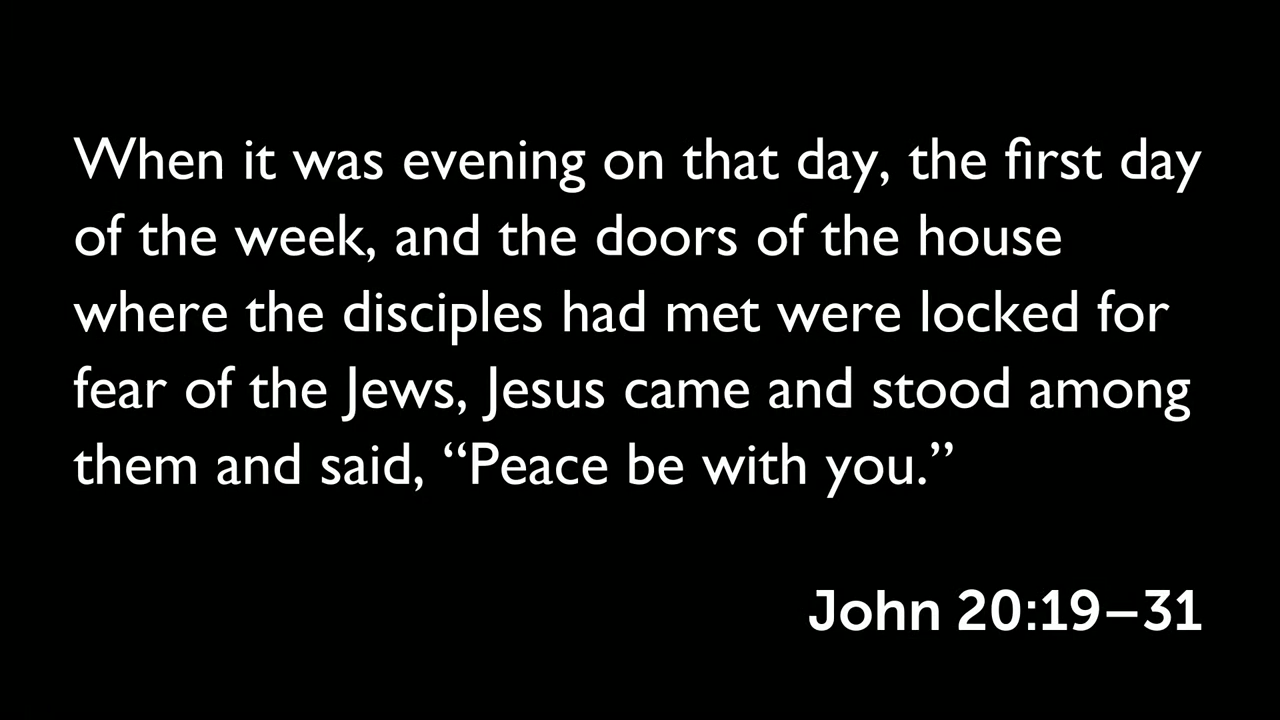 When it was evening on that day, the first day
of the week, and the doors of the house
where the disciples had met were locked for
fear of the Jews, Jesus came and stood among
them and said, “Peace be with you.”
John 20:19–31